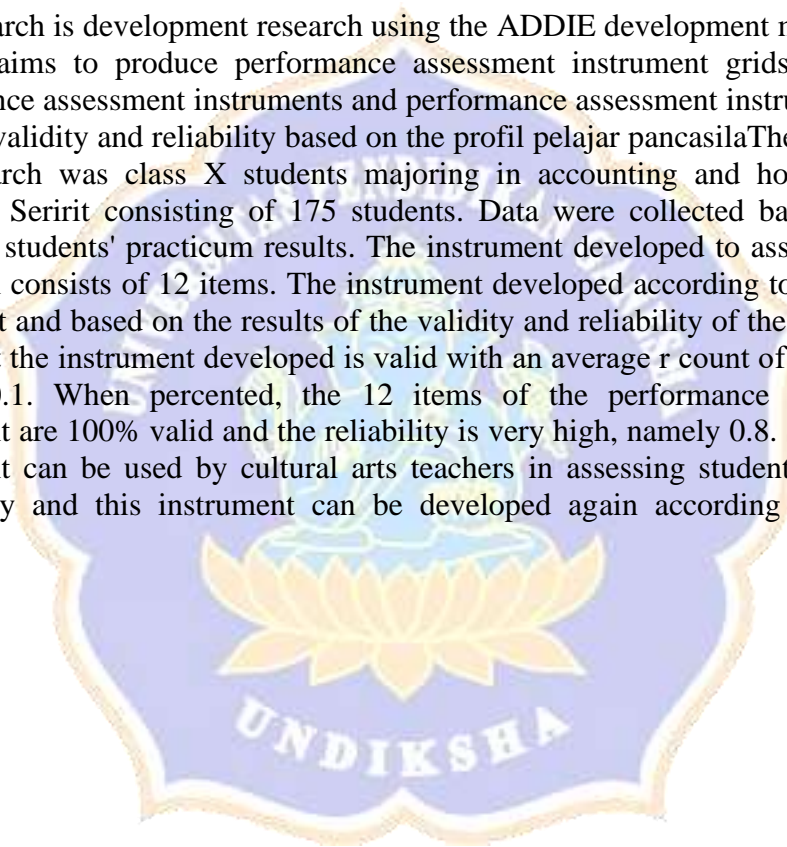 arch is development research using the ADDIE development
aims to produce performance assessment instrument grids
nce assessment instruments and performance assessment instru
validity and reliability based on the profil pelajar pancasilaThe
arch was class X students majoring in accounting and ho
Seririt consisting of 175 students. Data were collected ba
students' practicum results. The instrument developed to ass
consists of 12 items. The instrument developed according to
t and based on the results of the validity and reliability of the
t the instrument developed is valid with an average r count of
0.1. When percented, the 12 items of the performance
t are 100% valid and the reliability is very high, namely 0.8.
t can be used by cultural arts teachers in assessing student
y and this instrument can be developed again according
UNIVERSITAS PENDIDIKAN GANESHA
UNDIKSHA